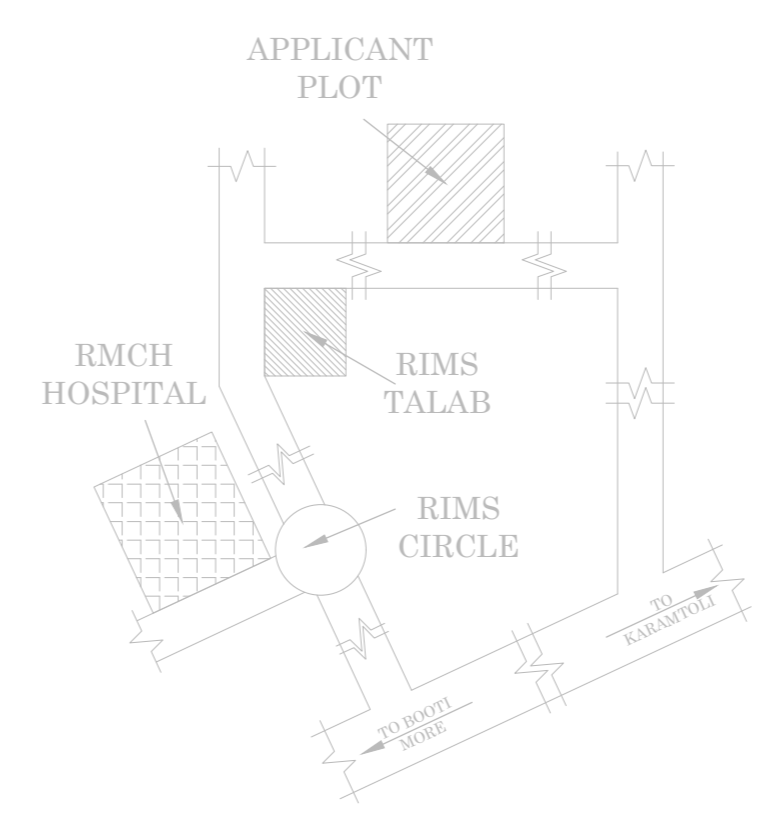 APPLICANT
PLOT
RMCH
HOSPITAL
RIMS
TALAB
RIMS
CIRCLE
TO
KARAMTOLI
TO BOOTI
MORE